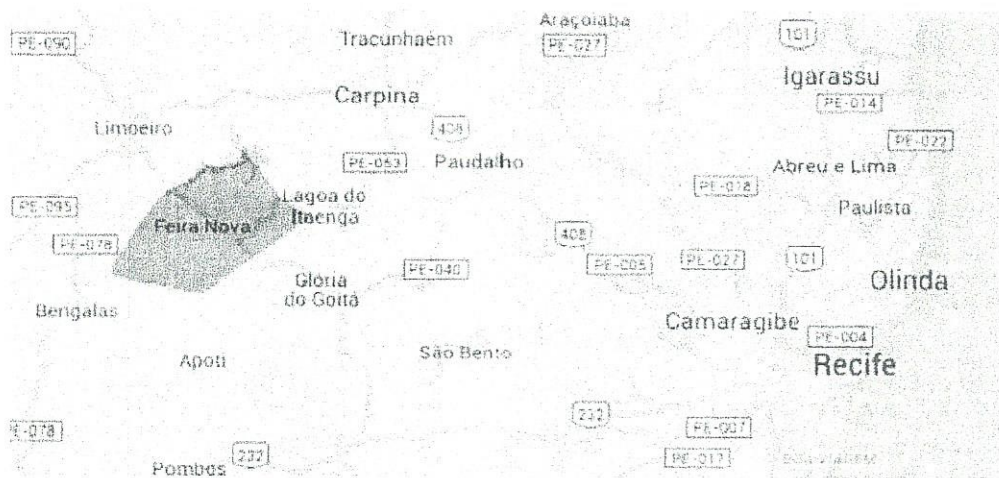 Araçoiaba
PE-090
Tracunhaém
PE-027
101
Igarassu
Carpina
PE-014
Limoeiro
408
PE-022
PE-053
Paudalho
Abreu e Lima
PE-018
Lagoa do
Itaenga
PE-095
Paulista
Feira Nova
PE-078
408
PE-005
PE-027
101
Glória
do Goitá
PE-040
Olinda
Bengalas
Camaragibe
PE-004
Apoti
São Bento
Recife
232
PE-007
PE-078
232
PE-017
Pombos